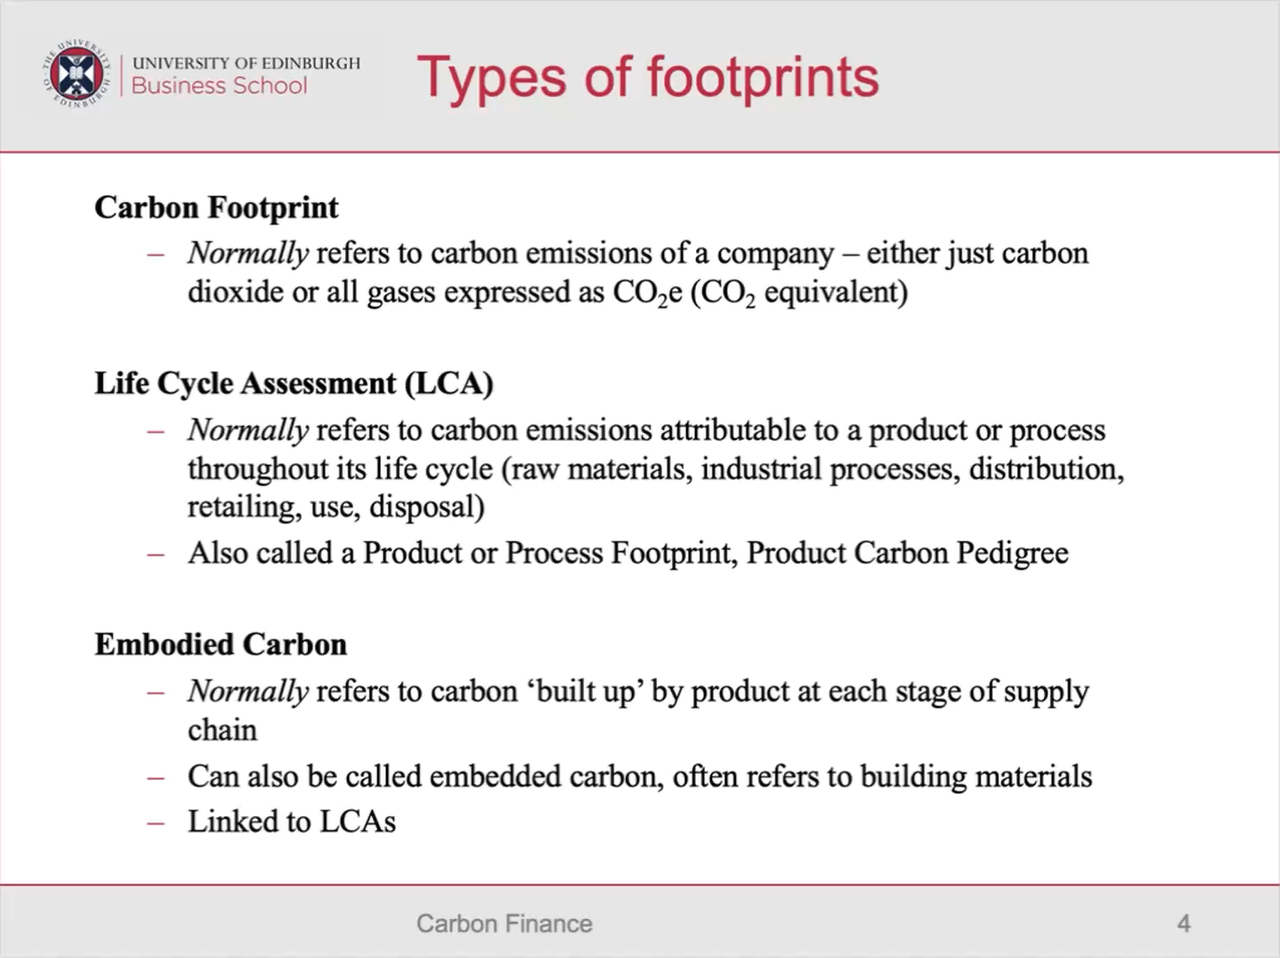 THE UNIVERSITY OF EDINBURGH
UNIVERSITY OF EDINBURGH
Business School
Types of footprints
Carbon Footprint
– Normally refers to carbon emissions of a company – either just carbon
dioxide or all gases expressed as CO₂e (CO₂ equivalent)
Life Cycle Assessment (LCA)
– Normally refers to carbon emissions attributable to a product or process
throughout its life cycle (raw materials, industrial processes, distribution,
retailing, use, disposal)
– Also called a Product or Process Footprint, Product Carbon Pedigree
Embodied Carbon
– Normally refers to carbon ‘built up’ by product at each stage of supply
chain
– Can also be called embedded carbon, often refers to building materials
– Linked to LCAs
Carbon Finance
4